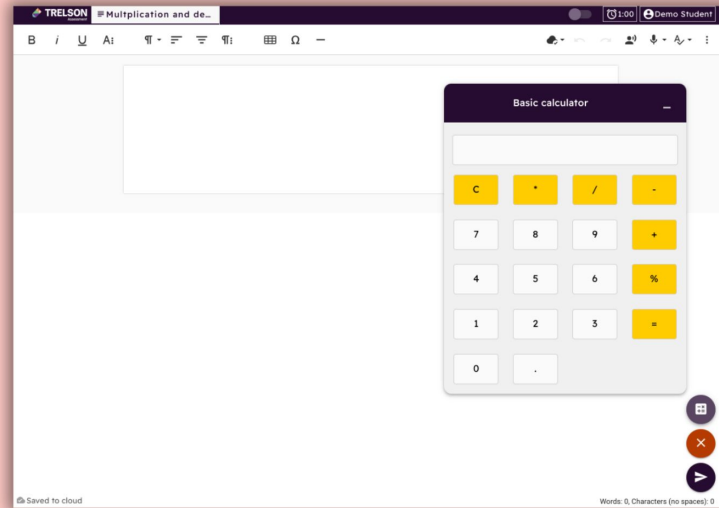 TRELSON
Assessment
Multplication and de...
1:00
Demo Student
B i U A
Ω
Basic calculator
C * / -
7 8 9 +
4 5 6 %
1 2 3 =
0 .
Saved to cloud
Words: 0, Characters (no spaces): 0